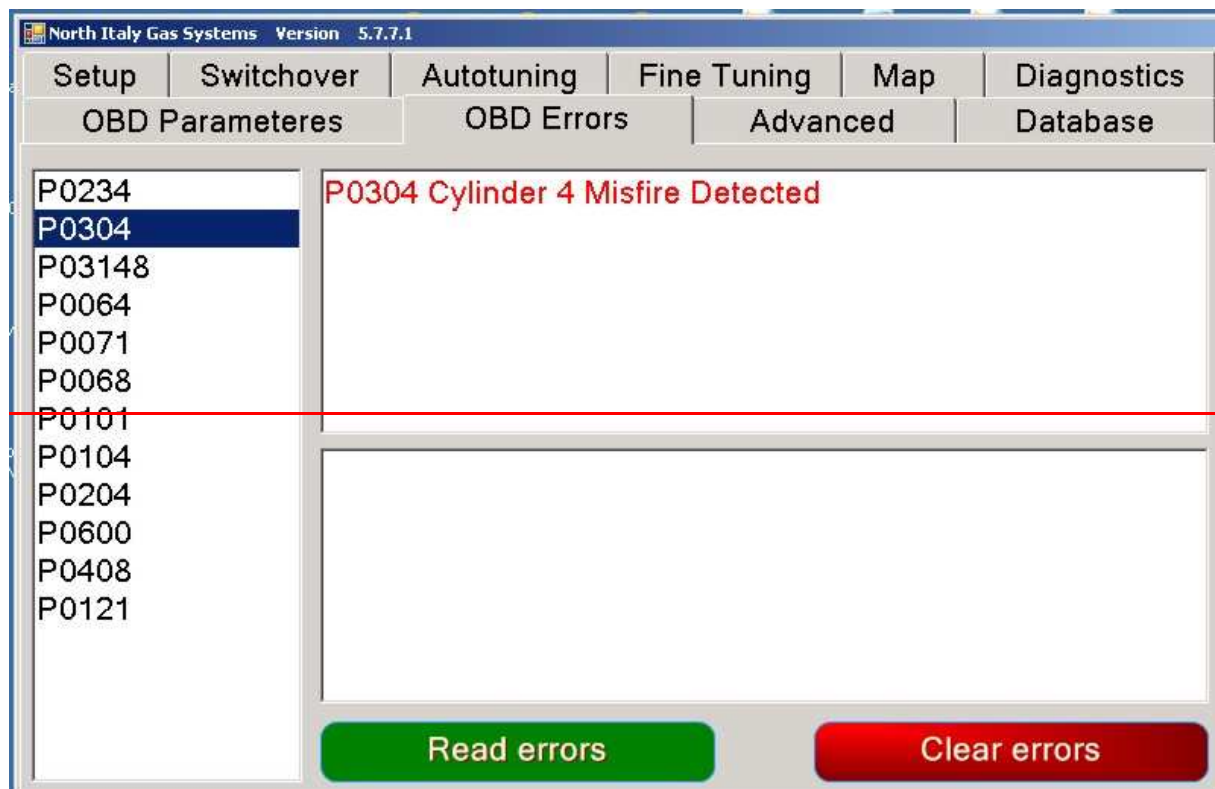 North Italy Gas Systems Version 5.7.7.1
Setup Switchover Autotuning Fine Tuning Map Diagnostics
OBD Parameteres OBD Errors Advanced Database
P0234
P0304
P03148
P0064
P0071
P0068
P0101
P0104
P0204
P0600
P0408
P0121
P0304 Cylinder 4 Misfire Detected
Read errors Clear errors